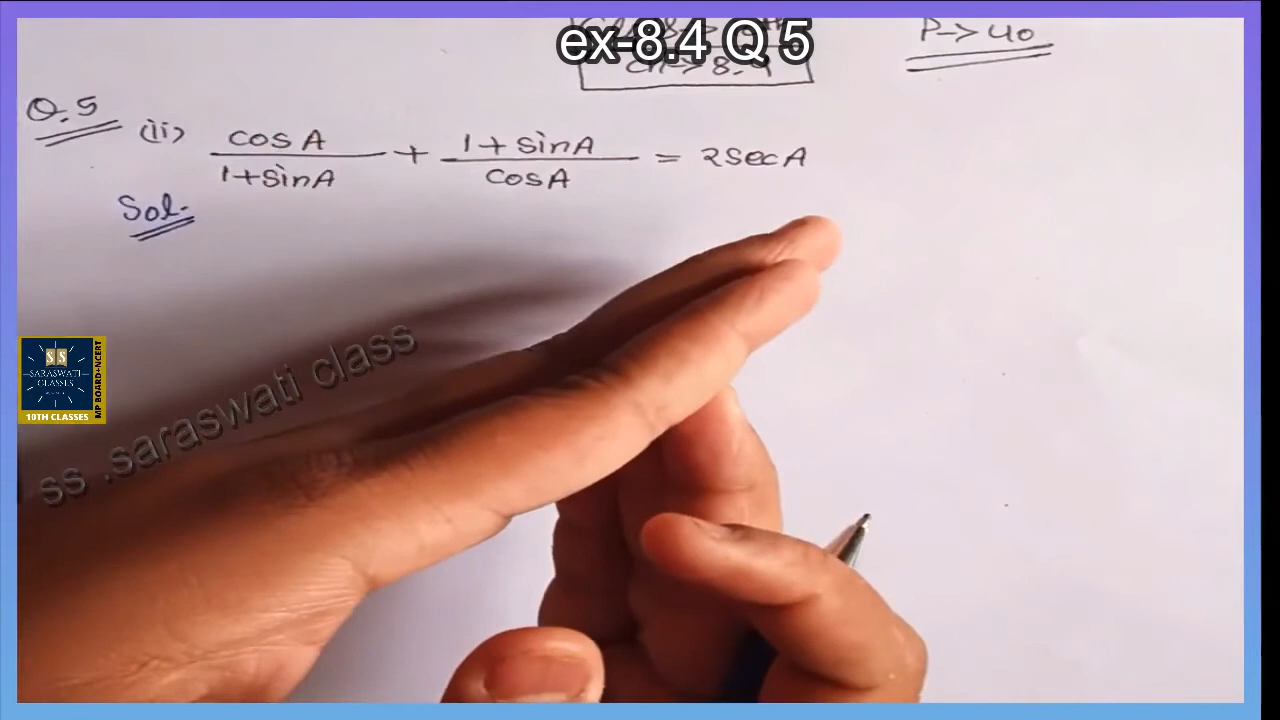 ex-8.4 Q 5
P->40
Q.5 (ii) cosA/1+sinA + 1+sinA/cosA = 2secA
Sol.
ss .saraswati class
SS
SARASWATI
CLASSES
10TH CLASSES
MP BOARD+NCERT